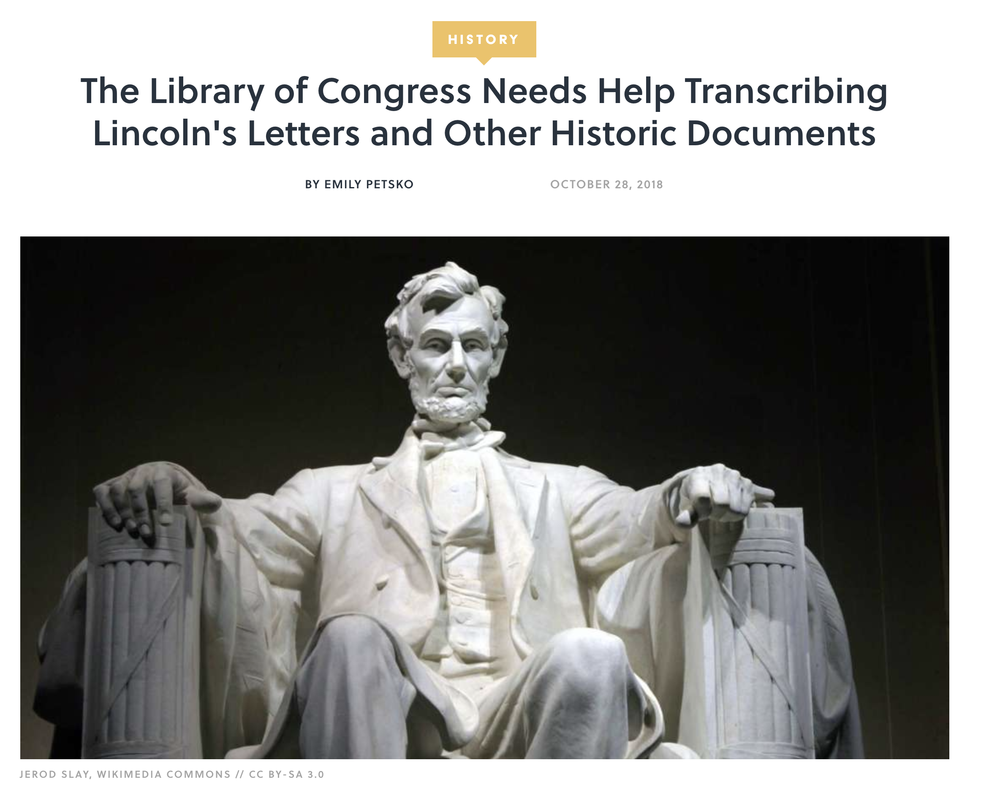 HISTORY
The Library of Congress Needs Help Transcribing
Lincoln's Letters and Other Historic Documents
BY EMILY PETSKO
OCTOBER 28, 2018
JEROD SLAY, WIKIMEDIA COMMONS // CC BY-SA 3.0